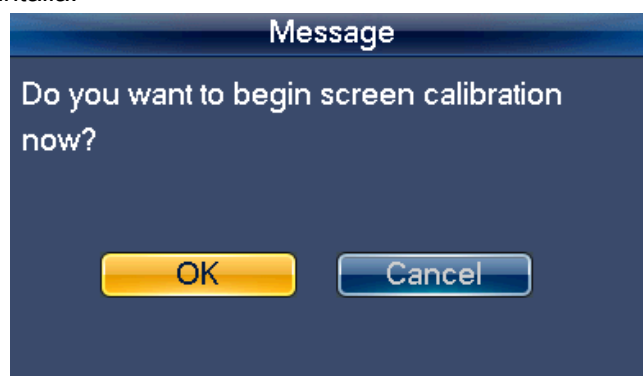 Message
Do you want to begin screen calibration
now?
OK
Cancel